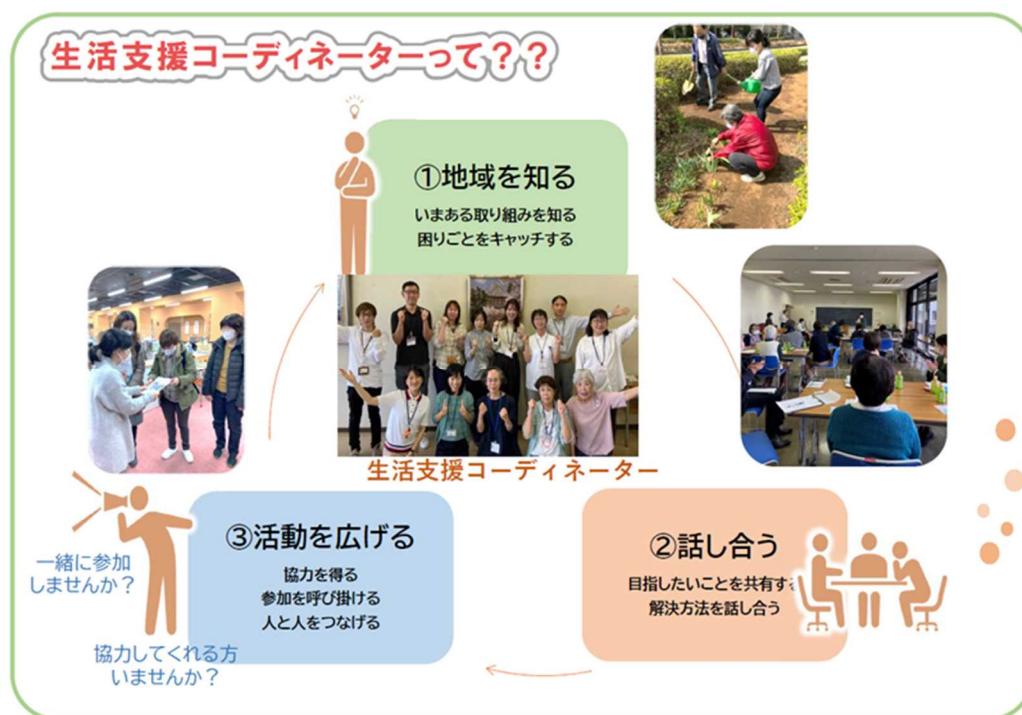 生活支援コーディネーターって？？
①地域を知る
いまある取り組みを知る
困りごとをキャッチする
生活支援コーディネーター
②話し合う
目指したいことを共有する
解決方法を話し合う
③活動を広げる
協力を得る
参加を呼び掛ける
人と人をつなげる
一緒に参加
しませんか？
協力してくれる方
いませんか？